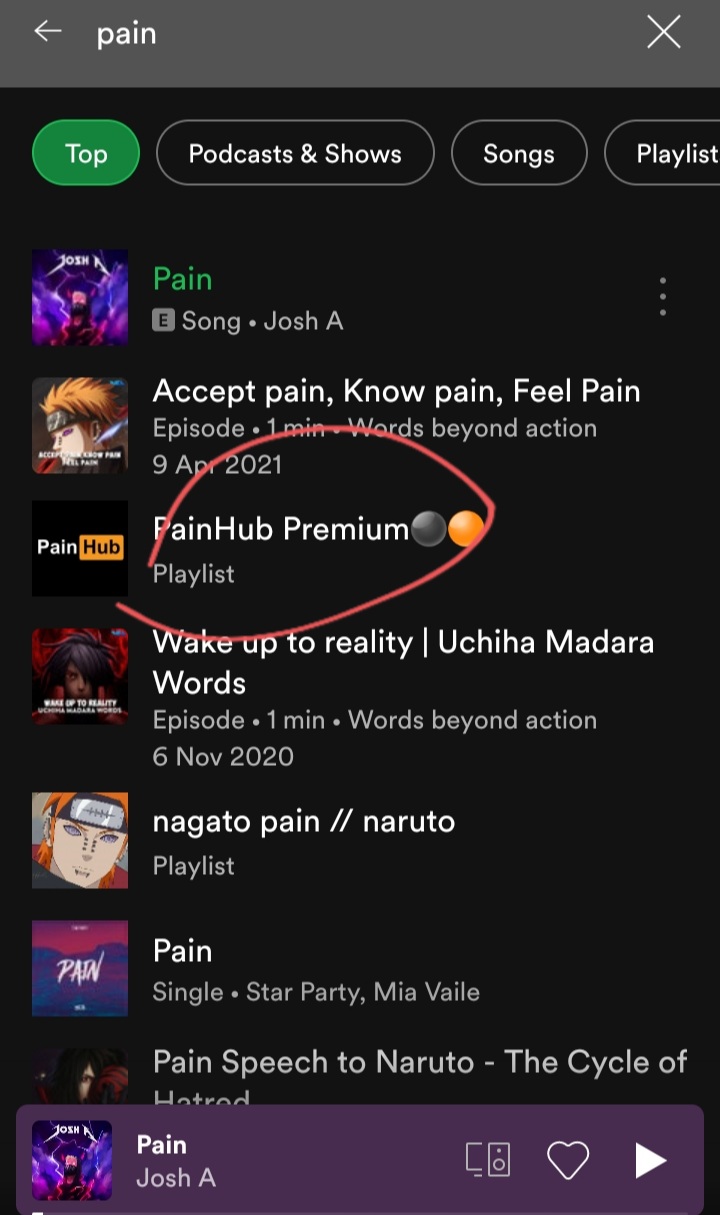 pain
Top
Podcasts & Shows
Songs
Playlist
JOSH A
Pain
E Song • Josh A
Accept pain, Know pain, Feel Pain
Episode • 1 min • Words beyond action
9 Apr 2021
ACCEPT PAIN KNOW PAIN
FEEL PAIN
Pain Hub
PainHub Premium⚫🟠
Playlist
Wake up to reality | Uchiha Madara
Words
Episode • 1 min • Words beyond action
6 Nov 2020
WAKE UP TO REALITY
UCHIHA MADARA WORDS
nagato pain // naruto
Playlist
PAIN
Pain
Single • Star Party, Mia Vaile
Pain Speech to Naruto - The Cycle of
Hatred
JOSH A
Pain
Josh A